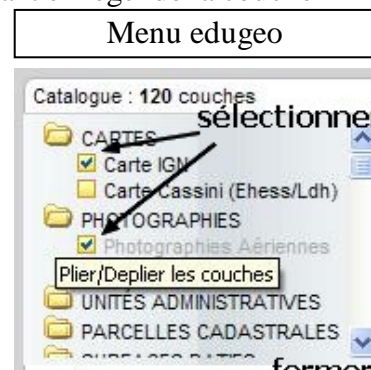 Menu edugeo
Catalogue : 120 couches
sélectionne
CARTES
Carte IGN
Carte Cassini (Ehess/Ldh)
PHOTOGRAPHIES
Photographies Aériennes
Plier/Deplier les couches
UNITÉS ADMINISTRATIVES
PARCELLES CADASTRALES